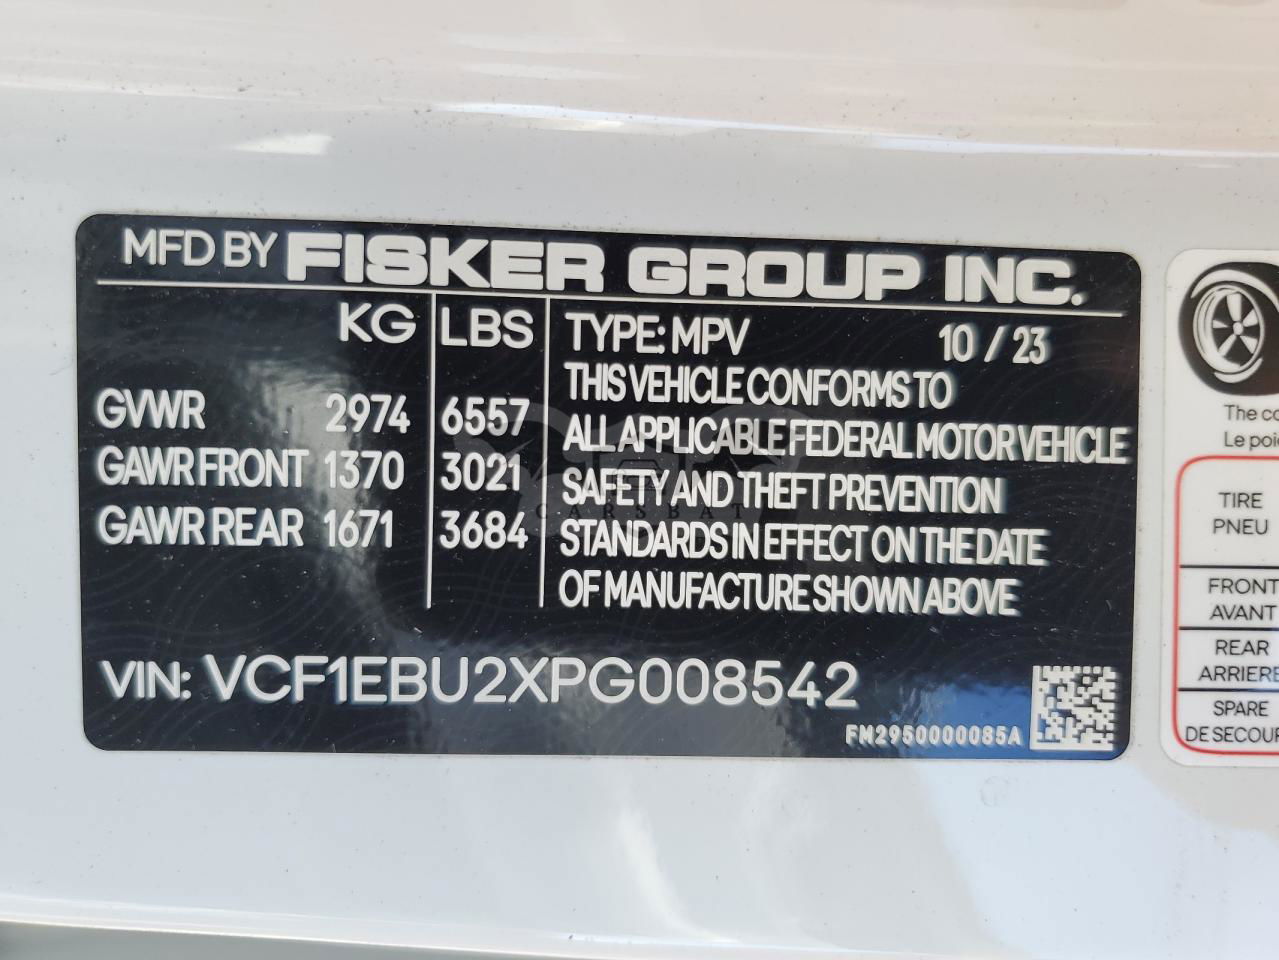 MFD BY FISKER GROUP INC.
KG LBS
GVWR 2974 6557
GAWR FRONT 1370 3021
GAWR REAR 1671 3684
TYPE: MPV 10 / 23
THIS VEHICLE CONFORMS TO
ALL APPLICABLE FEDERAL MOTOR VEHICLE
SAFETY AND THEFT PREVENTION
STANDARDS IN EFFECT ON THE DATE
OF MANUFACTURE SHOWN ABOVE
VIN: VCF1EBU2XPG008542
FM2950000085A
CARSBAT
The
Le
TIRE
PNEU
FRONT
AVANT
REAR
ARRIERE
SPARE
DE